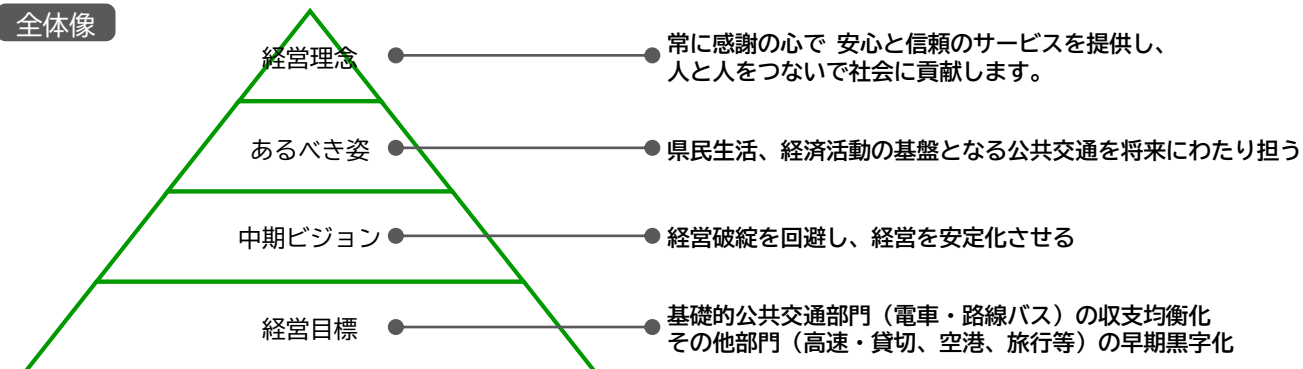 全体像
経営理念
常に感謝の心で 安心と信頼のサービスを提供し、
人と人をつないで社会に貢献します。
あるべき姿
県民生活、経済活動の基盤となる公共交通を将来にわたり担う
中期ビジョン
経営破綻を回避し、経営を安定化させる
経営目標
基礎的公共交通部門（電車・路線バス）の収支均衡化
その他部門（高速・貸切、空港、旅行等）の早期黒字化